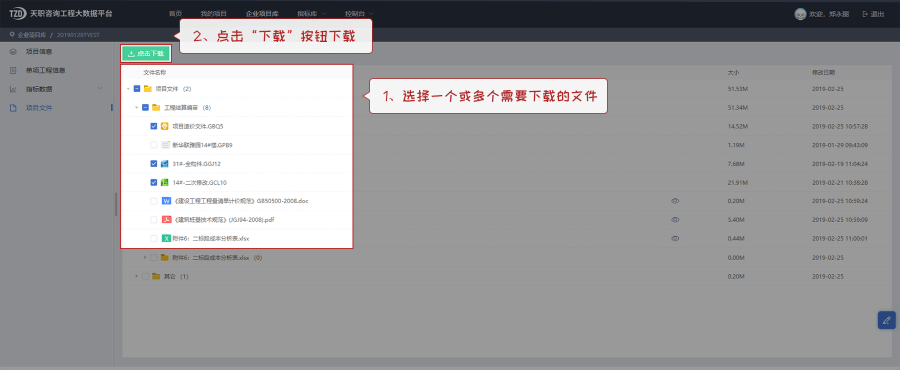 TZD 天职咨询工程大数据平台 首页 我的项目 企业项目库 指标库 控制台 欢迎，郑永丽 退出
企业项目库 / 20190128TYEST
2、点击“下载”按钮下载
项目信息
单项工程信息
指标数据
项目文件
点击下载
1、选择一个或多个需要下载的文件
文件名称 大小 修改日期
项目文件 (2) 51.53M 2019-02-25
工程结算编审 (8) 51.34M 2019-02-25
项目造价文件.GBQ5 14.52M 2019-02-25 10:57:28
新华联雅园14#楼.GPB9 1.19M 2019-01-29 09:43:09
31#-全构件.GGJ12 7.68M 2019-02-19 11:04:24
14#-二次修改.GCL10 21.91M 2019-02-21 10:38:28
《建设工程工程量清单计价规范》GB50500-2008.doc 0.20M 2019-02-25 10:59:24
《建筑桩基技术规范》(JGJ94-2008).pdf 5.40M 2019-02-25 10:59:09
附件6：二标段成本分析表.xlsx 0.44M 2019-02-25 11:00:01
附件6：二标段成本分析表.xlsx (0) 0.00M 2019-02-25
其它 (1) 0.20M 2019-02-25